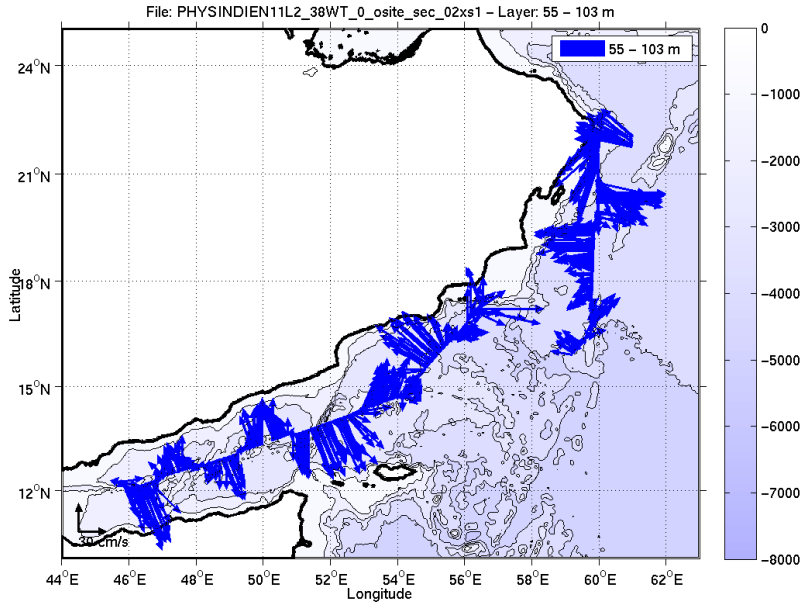 File: PHYSINDIEN11L2_38WT_0_osite_sec_02xs1 – Layer: 55 – 103 m
55 – 103 m
24°N
21°N
18°N
15°N
12°N
Latitude
30 cm/s
44°E 46°E 48°E 50°E 52°E 54°E 56°E 58°E 60°E 62°E
Longitude
0
−1000
−2000
−3000
−4000
−5000
−6000
−7000
−8000